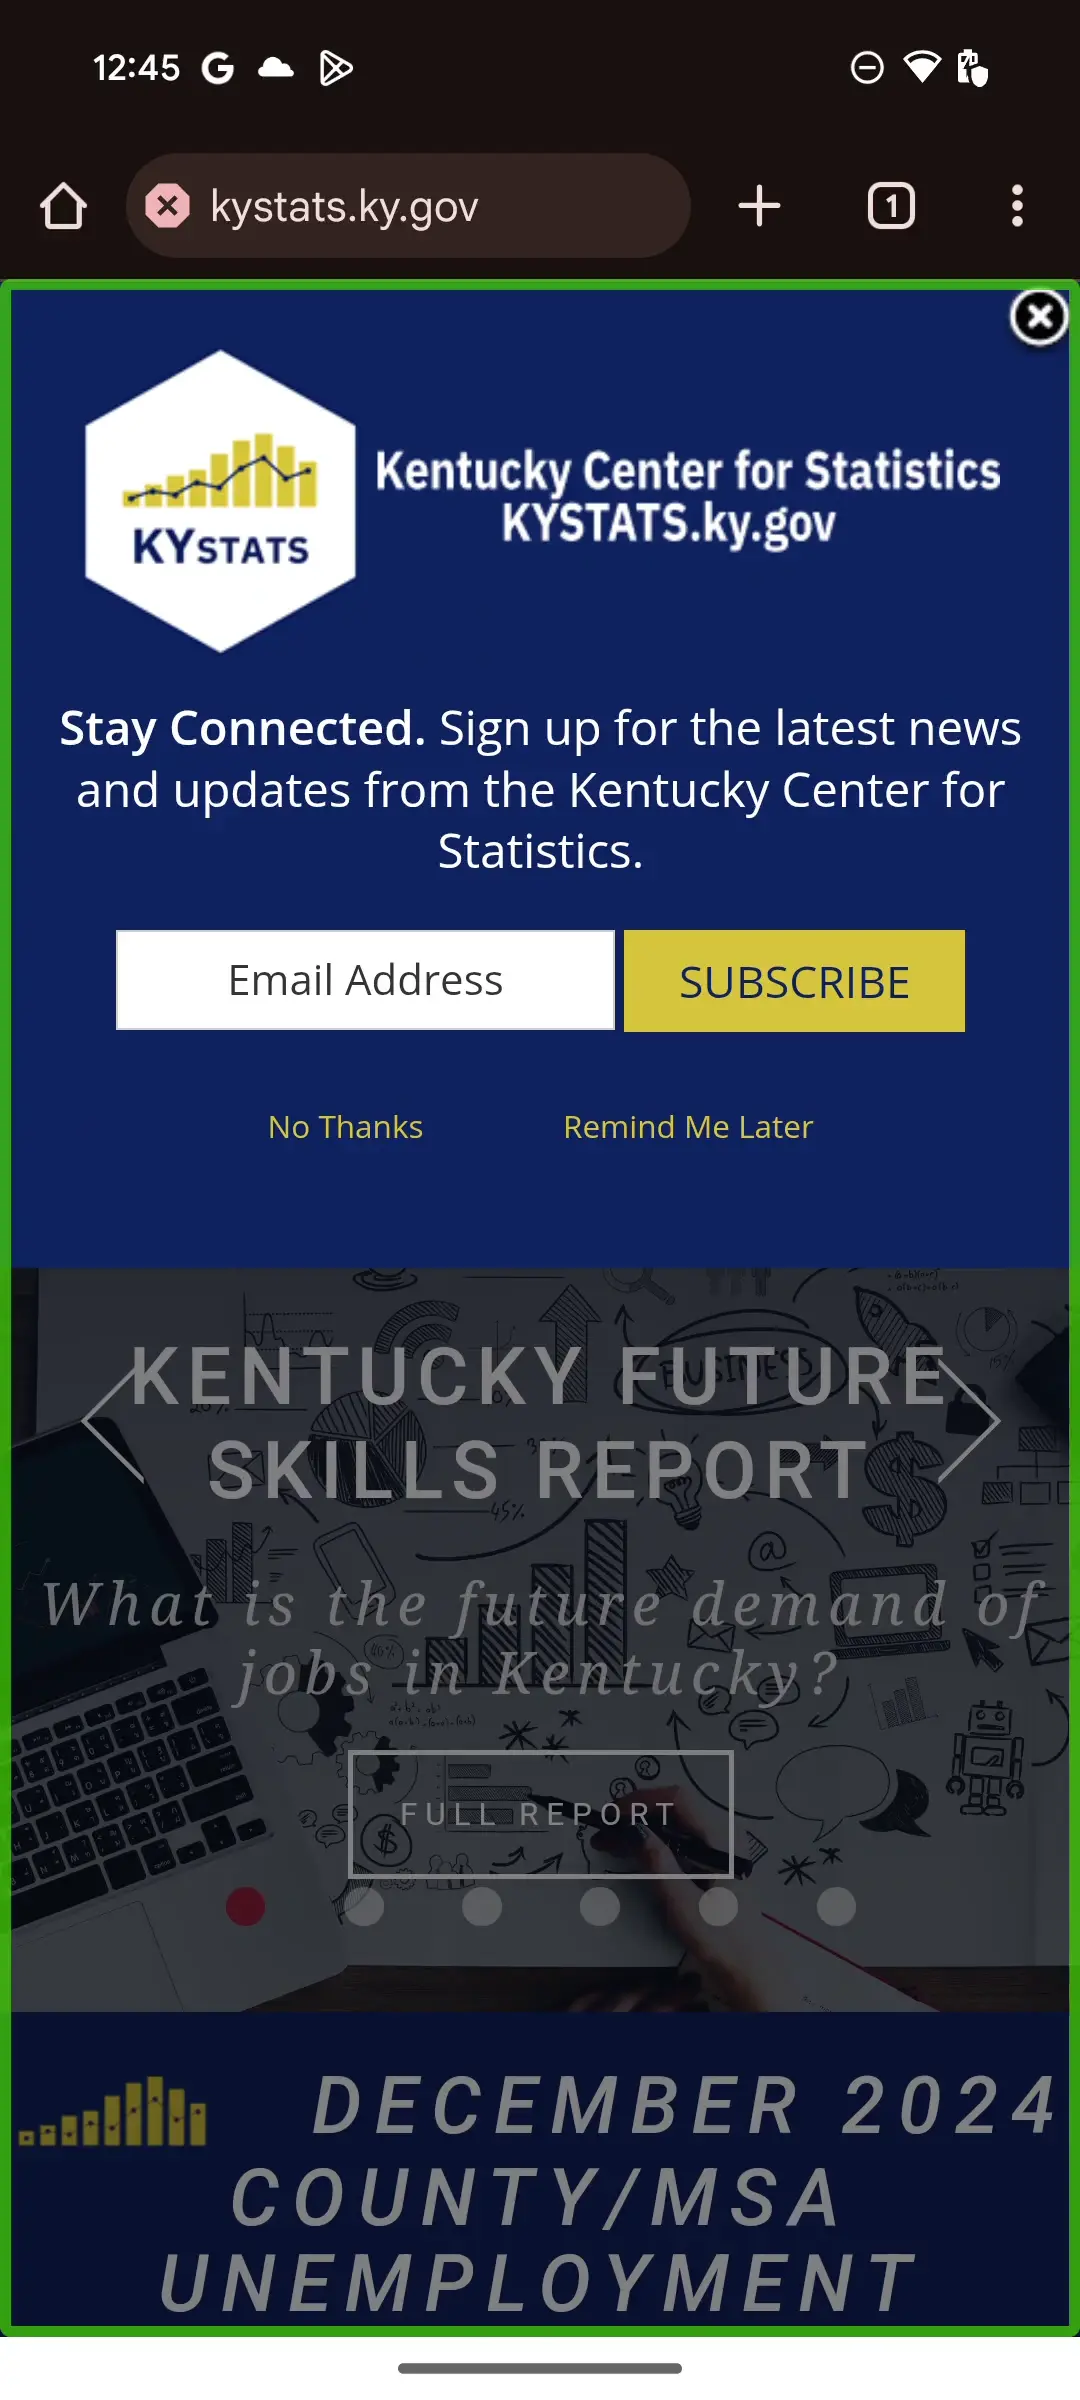 12:45
kystats.ky.gov
1
KYSTATS
Kentucky Center for Statistics
KYSTATS.ky.gov
Stay Connected. Sign up for the latest news
and updates from the Kentucky Center for
Statistics.
Email Address
SUBSCRIBE
No Thanks
Remind Me Later
BUSINESS
KENTUCKY FUTURE
SKILLS REPORT
45%
What is the future demand of
jobs in Kentucky?
FULL REPORT
DECEMBER 2024
COUNTY/MSA
UNEMPLOYMENT